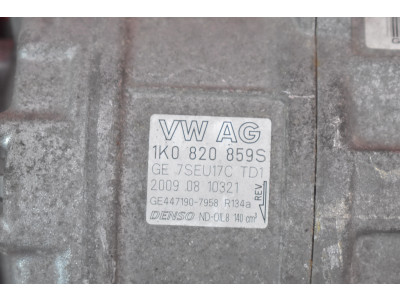 VW AG
1K0 820 859S
GE 7SEU17C TD1
2009 08 10321
GE447190-7958 R134a
DENSO ND-OIL8 140 cm³
REV